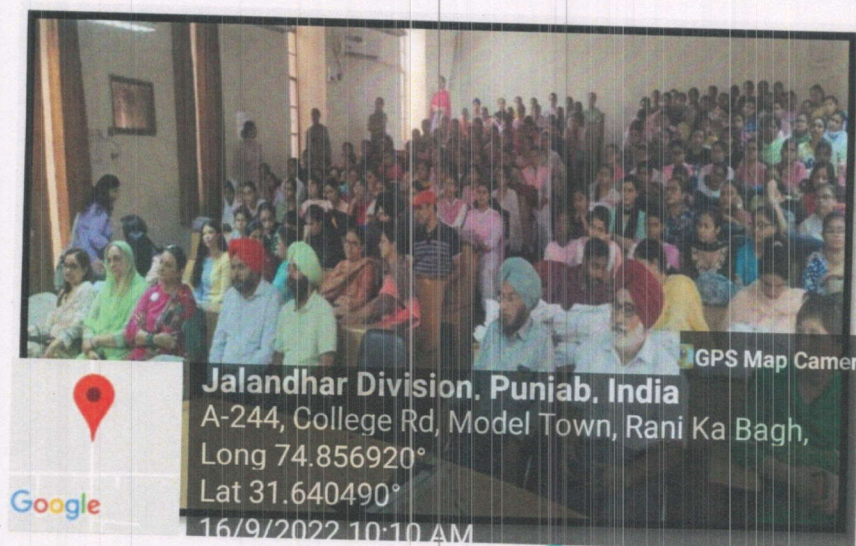 GPS Map Camer
Jalandhar Division, Punjab, India
A-244, College Rd, Model Town, Rani Ka Bagh,
Long 74.856920°
Lat 31.640490°
16/9/2022 10:10 AM
Google